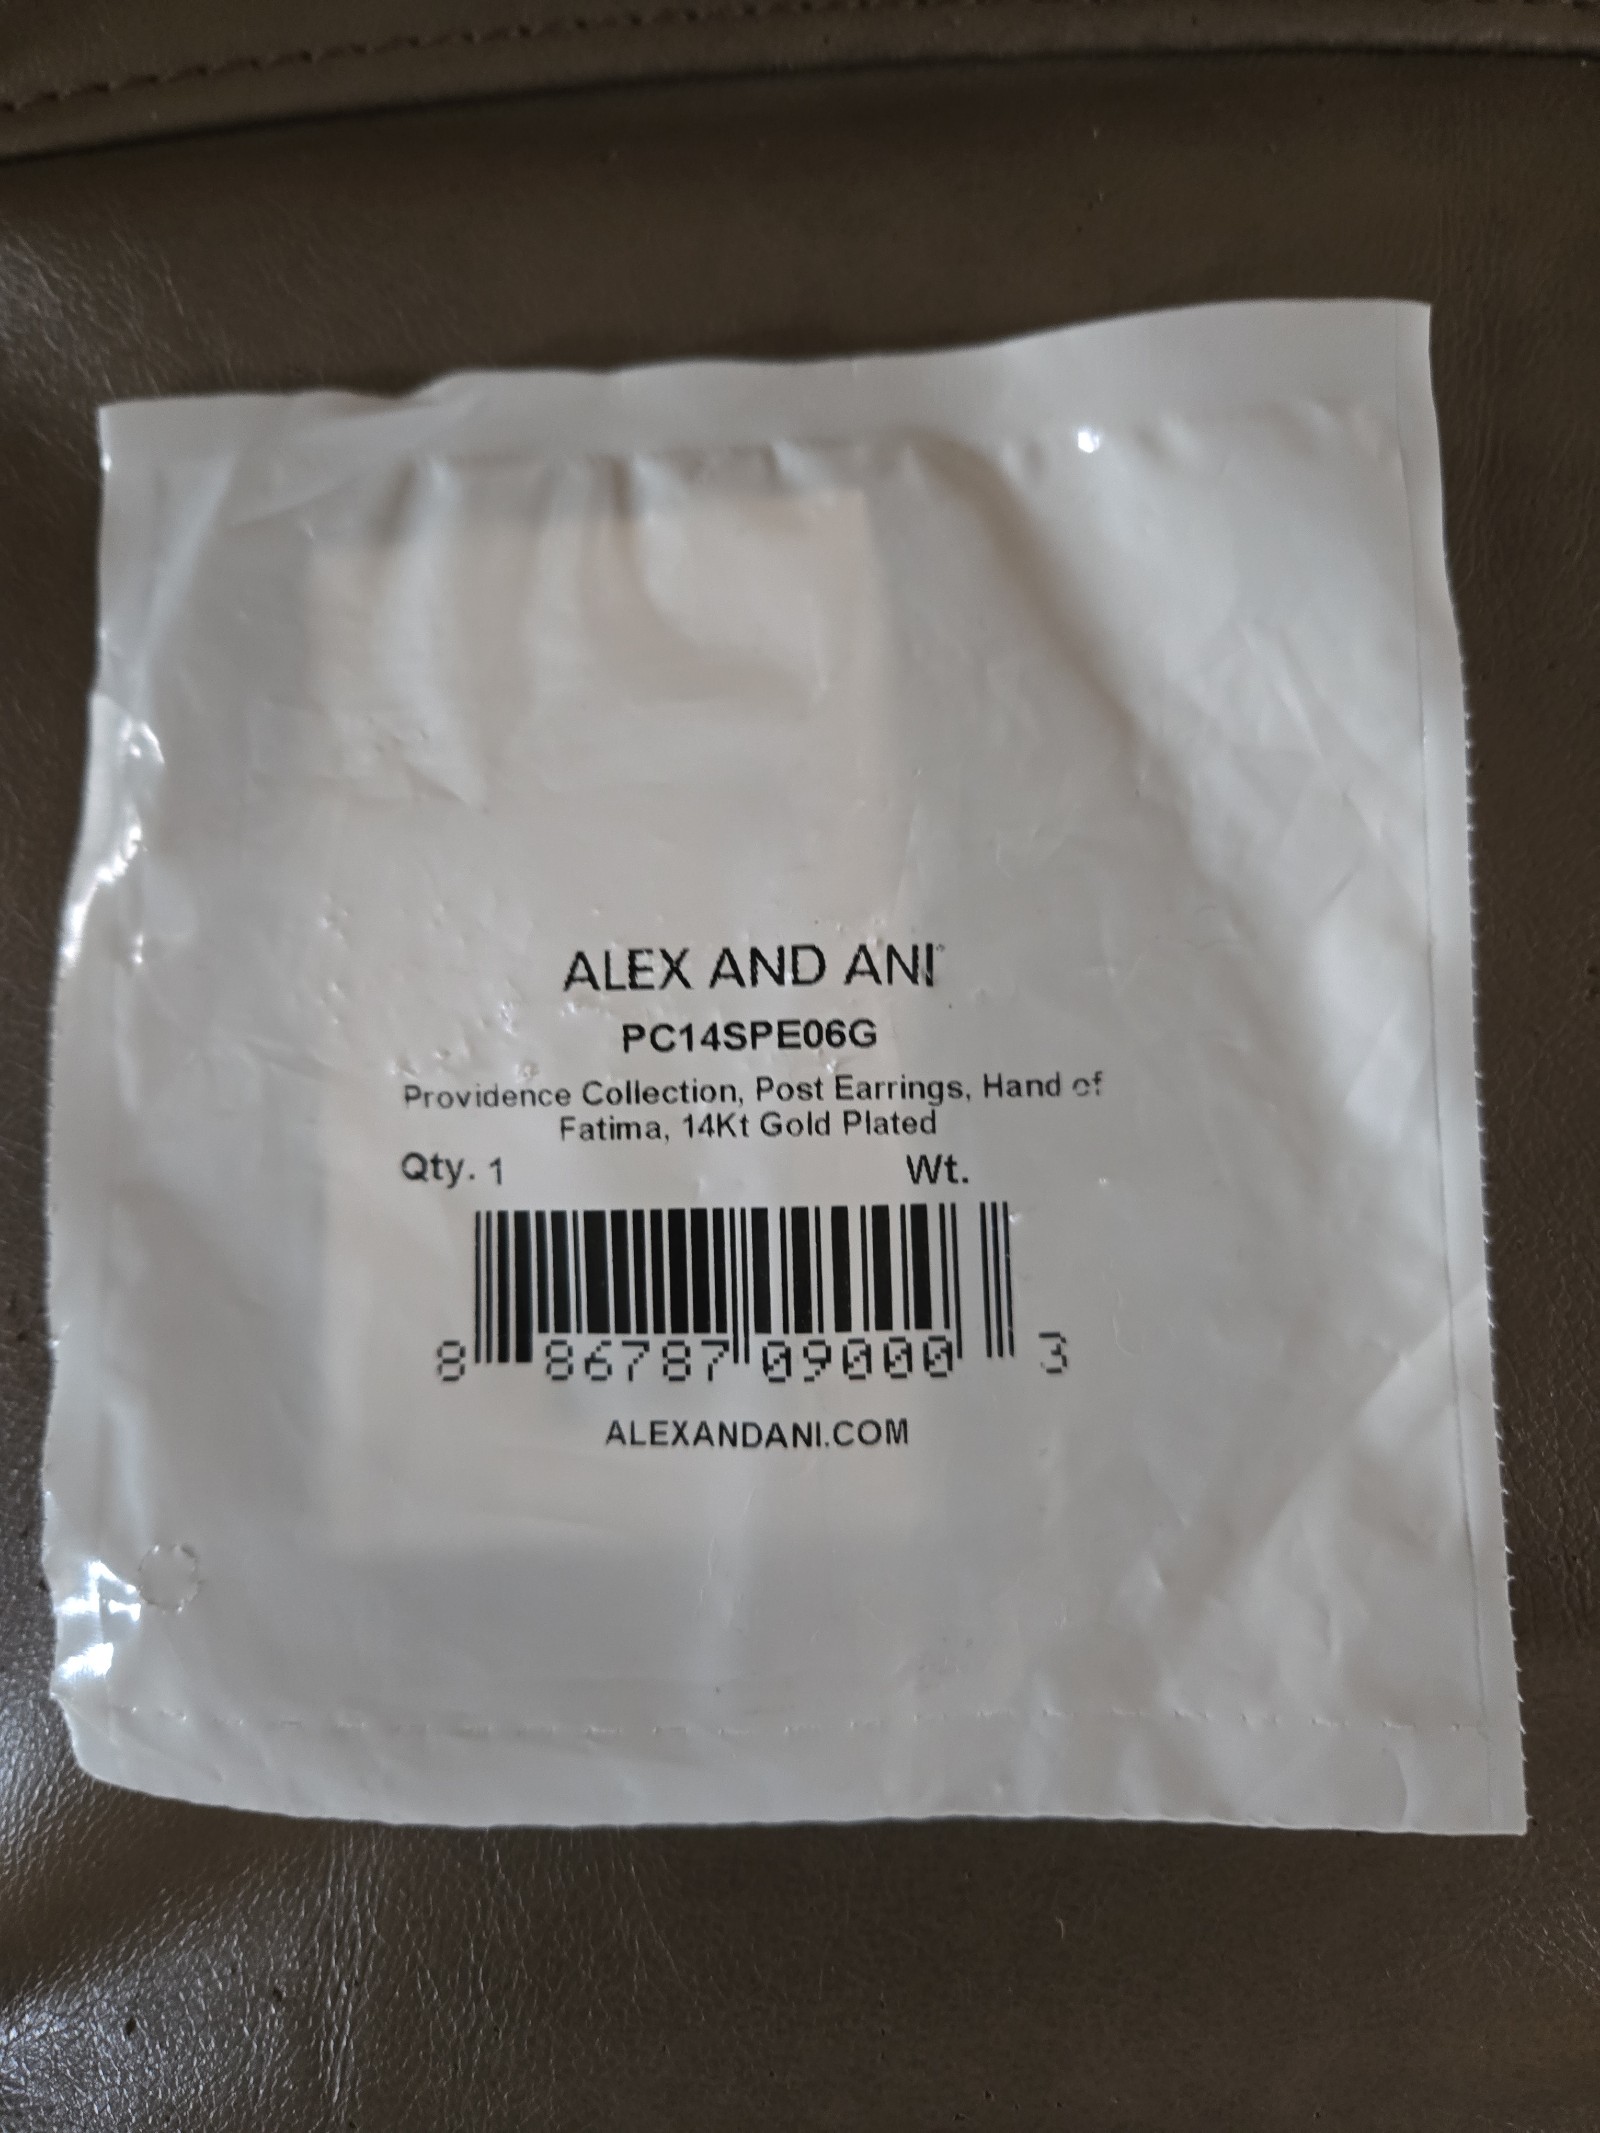 ALEX AND ANI
PC14SPE06G
Providence Collection, Post Earrings, Hand of
Fatima, 14Kt Gold Plated
Qty. 1 Wt.
8 86787 09000 3
ALEXANDANI.COM